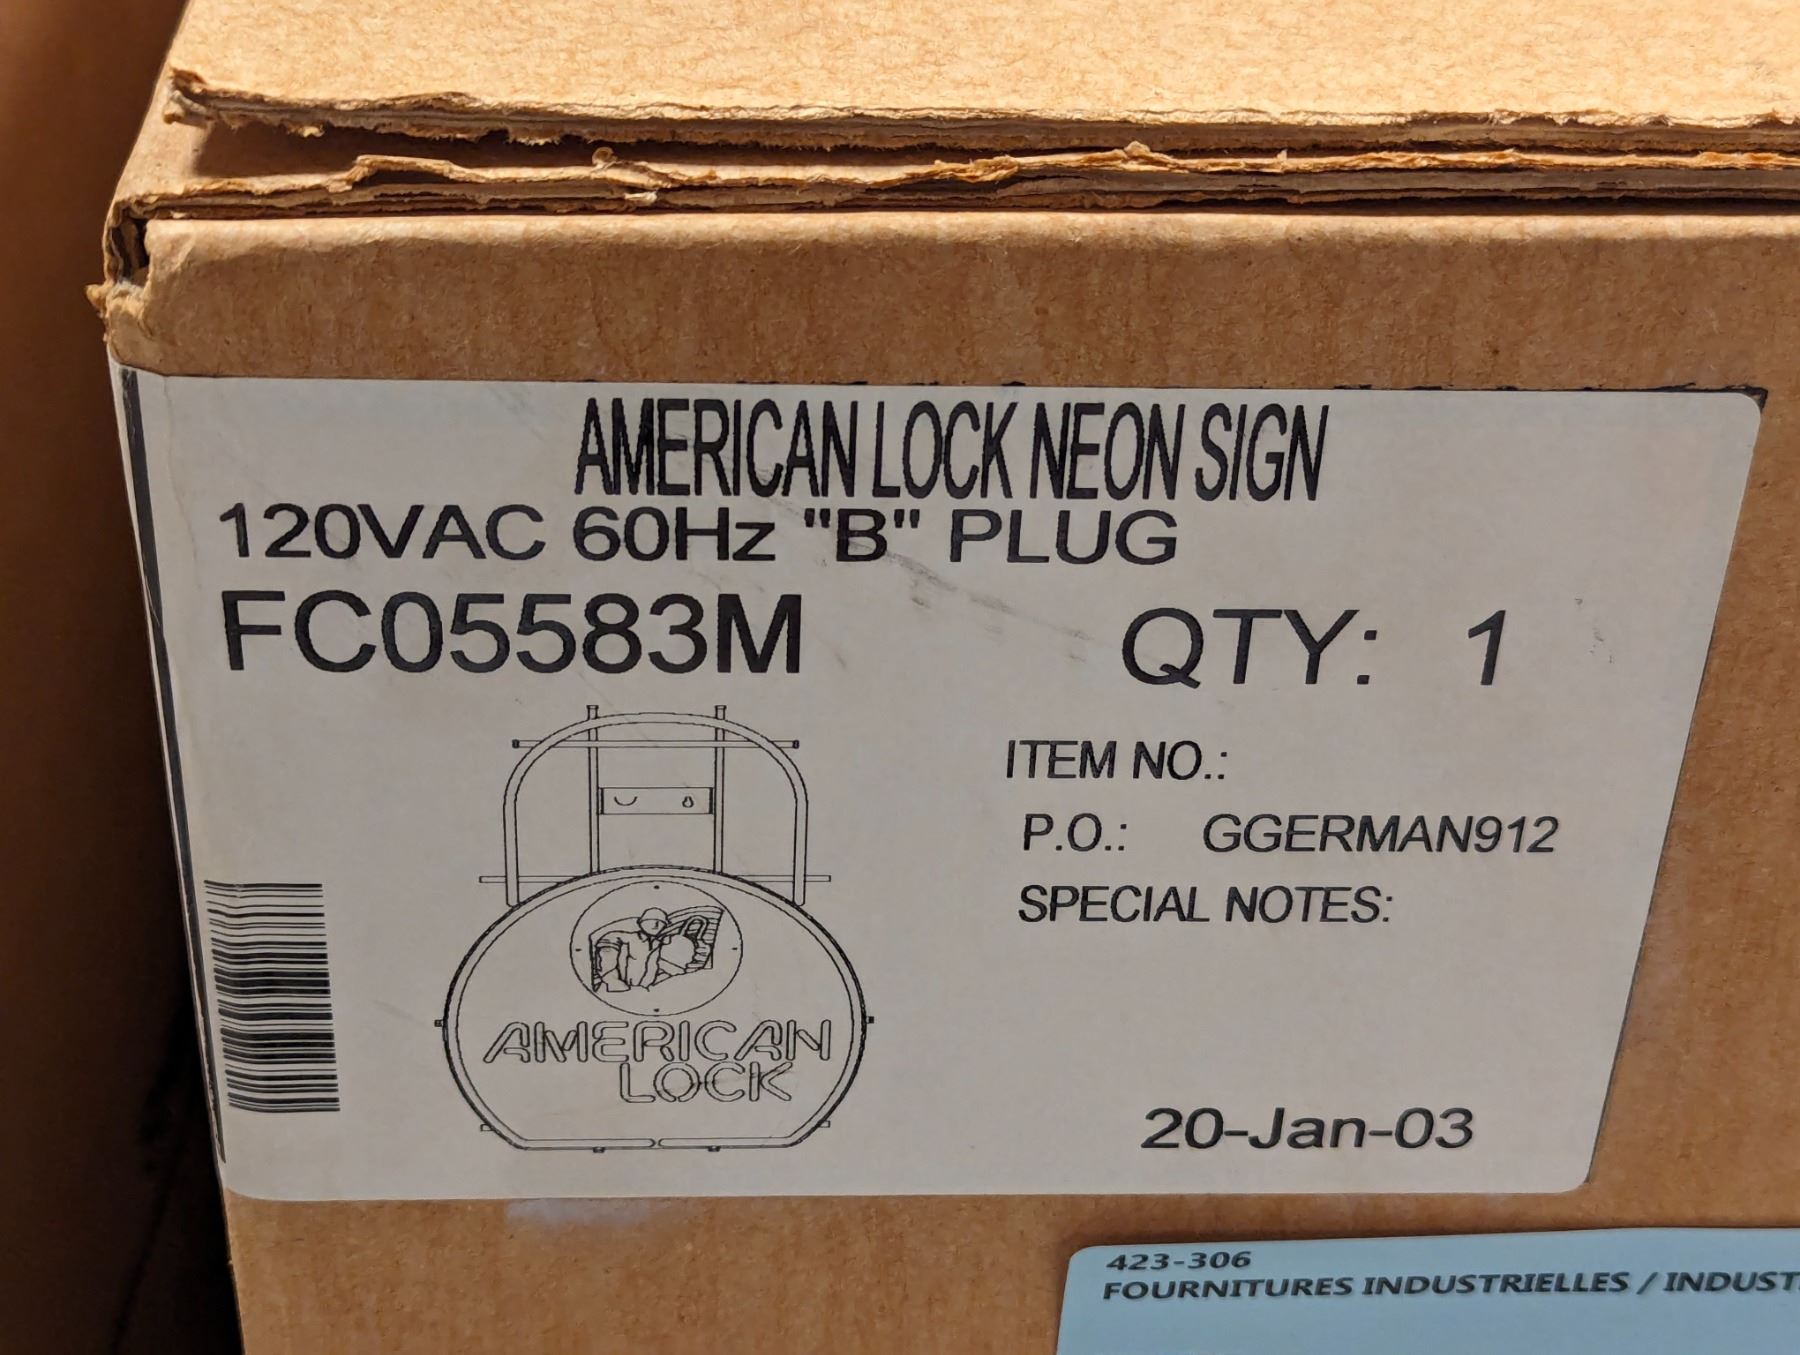 AMERICAN LOCK NEON SIGN
120VAC 60Hz "B" PLUG
FC05583M
QTY: 1
ITEM NO.:
P.O.: GGERMAN912
SPECIAL NOTES:
AMERICAN
LOCK
20-Jan-03
423-306
FOURNITURES INDUSTRIELLES / INDUST